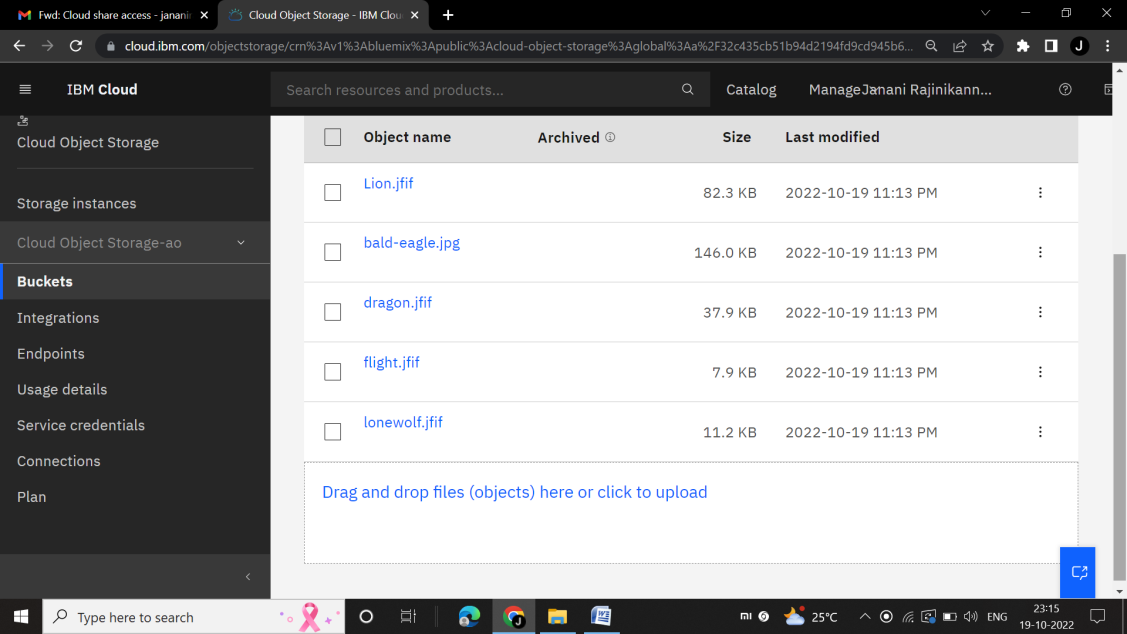 Fwd: Cloud share access - jananir
Cloud Object Storage - IBM Clou
cloud.ibm.com/objectstorage/crn%3Av1%3Abluemix%3Apublic%3Acloud-object-storage%3Aglobal%3Aa%2F32c435cb51b94d2194fd9cd945b6...
J
IBM Cloud
Search resources and products...
Catalog
Manage
Janani Rajinikann...
Cloud Object Storage
Storage instances
Cloud Object Storage-ao
Buckets
Integrations
Endpoints
Usage details
Service credentials
Connections
Plan
Object name Archived Size Last modified
Lion.jfif 82.3 KB 2022-10-19 11:13 PM
bald-eagle.jpg 146.0 KB 2022-10-19 11:13 PM
dragon.jfif 37.9 KB 2022-10-19 11:13 PM
flight.jfif 7.9 KB 2022-10-19 11:13 PM
lonewolf.jfif 11.2 KB 2022-10-19 11:13 PM
Drag and drop files (objects) here or click to upload
Type here to search
25°C
ENG
23:15
19-10-2022